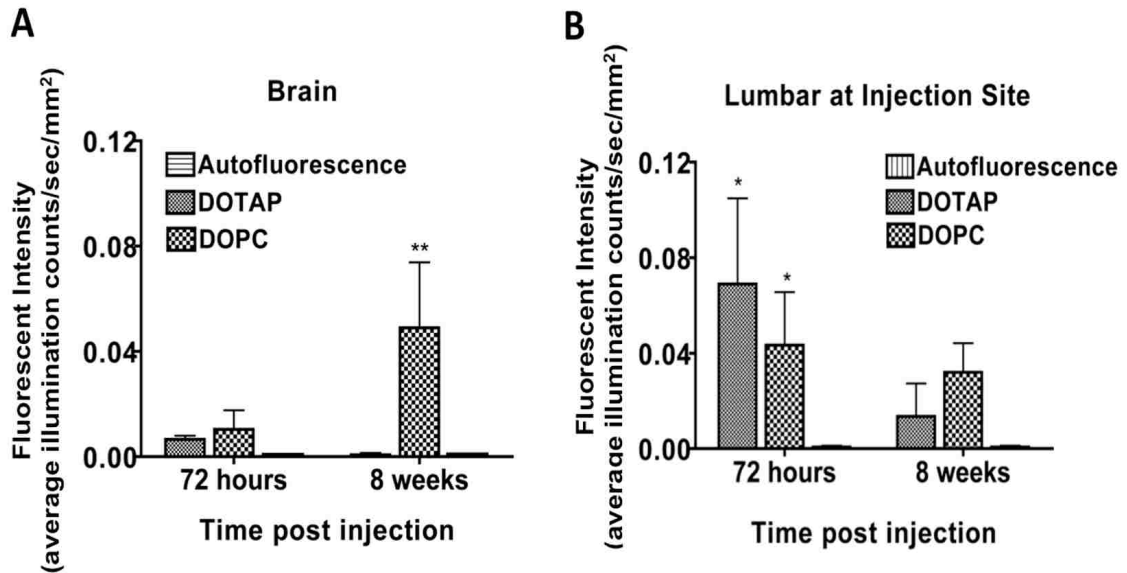 A
Brain
Fluorescent Intensity
(average illumination counts/sec/mm²)
0.12
0.08
0.04
0.00
Autofluorescence
DOTAP
DOPC
**
72 hours
8 weeks
Time post injection
B
Lumbar at Injection Site
Fluorescent Intensity
(average illumination counts/sec/mm²)
0.12
0.08
0.04
0.00
Autofluorescence
DOTAP
DOPC
*
*
72 hours
8 weeks
Time post injection